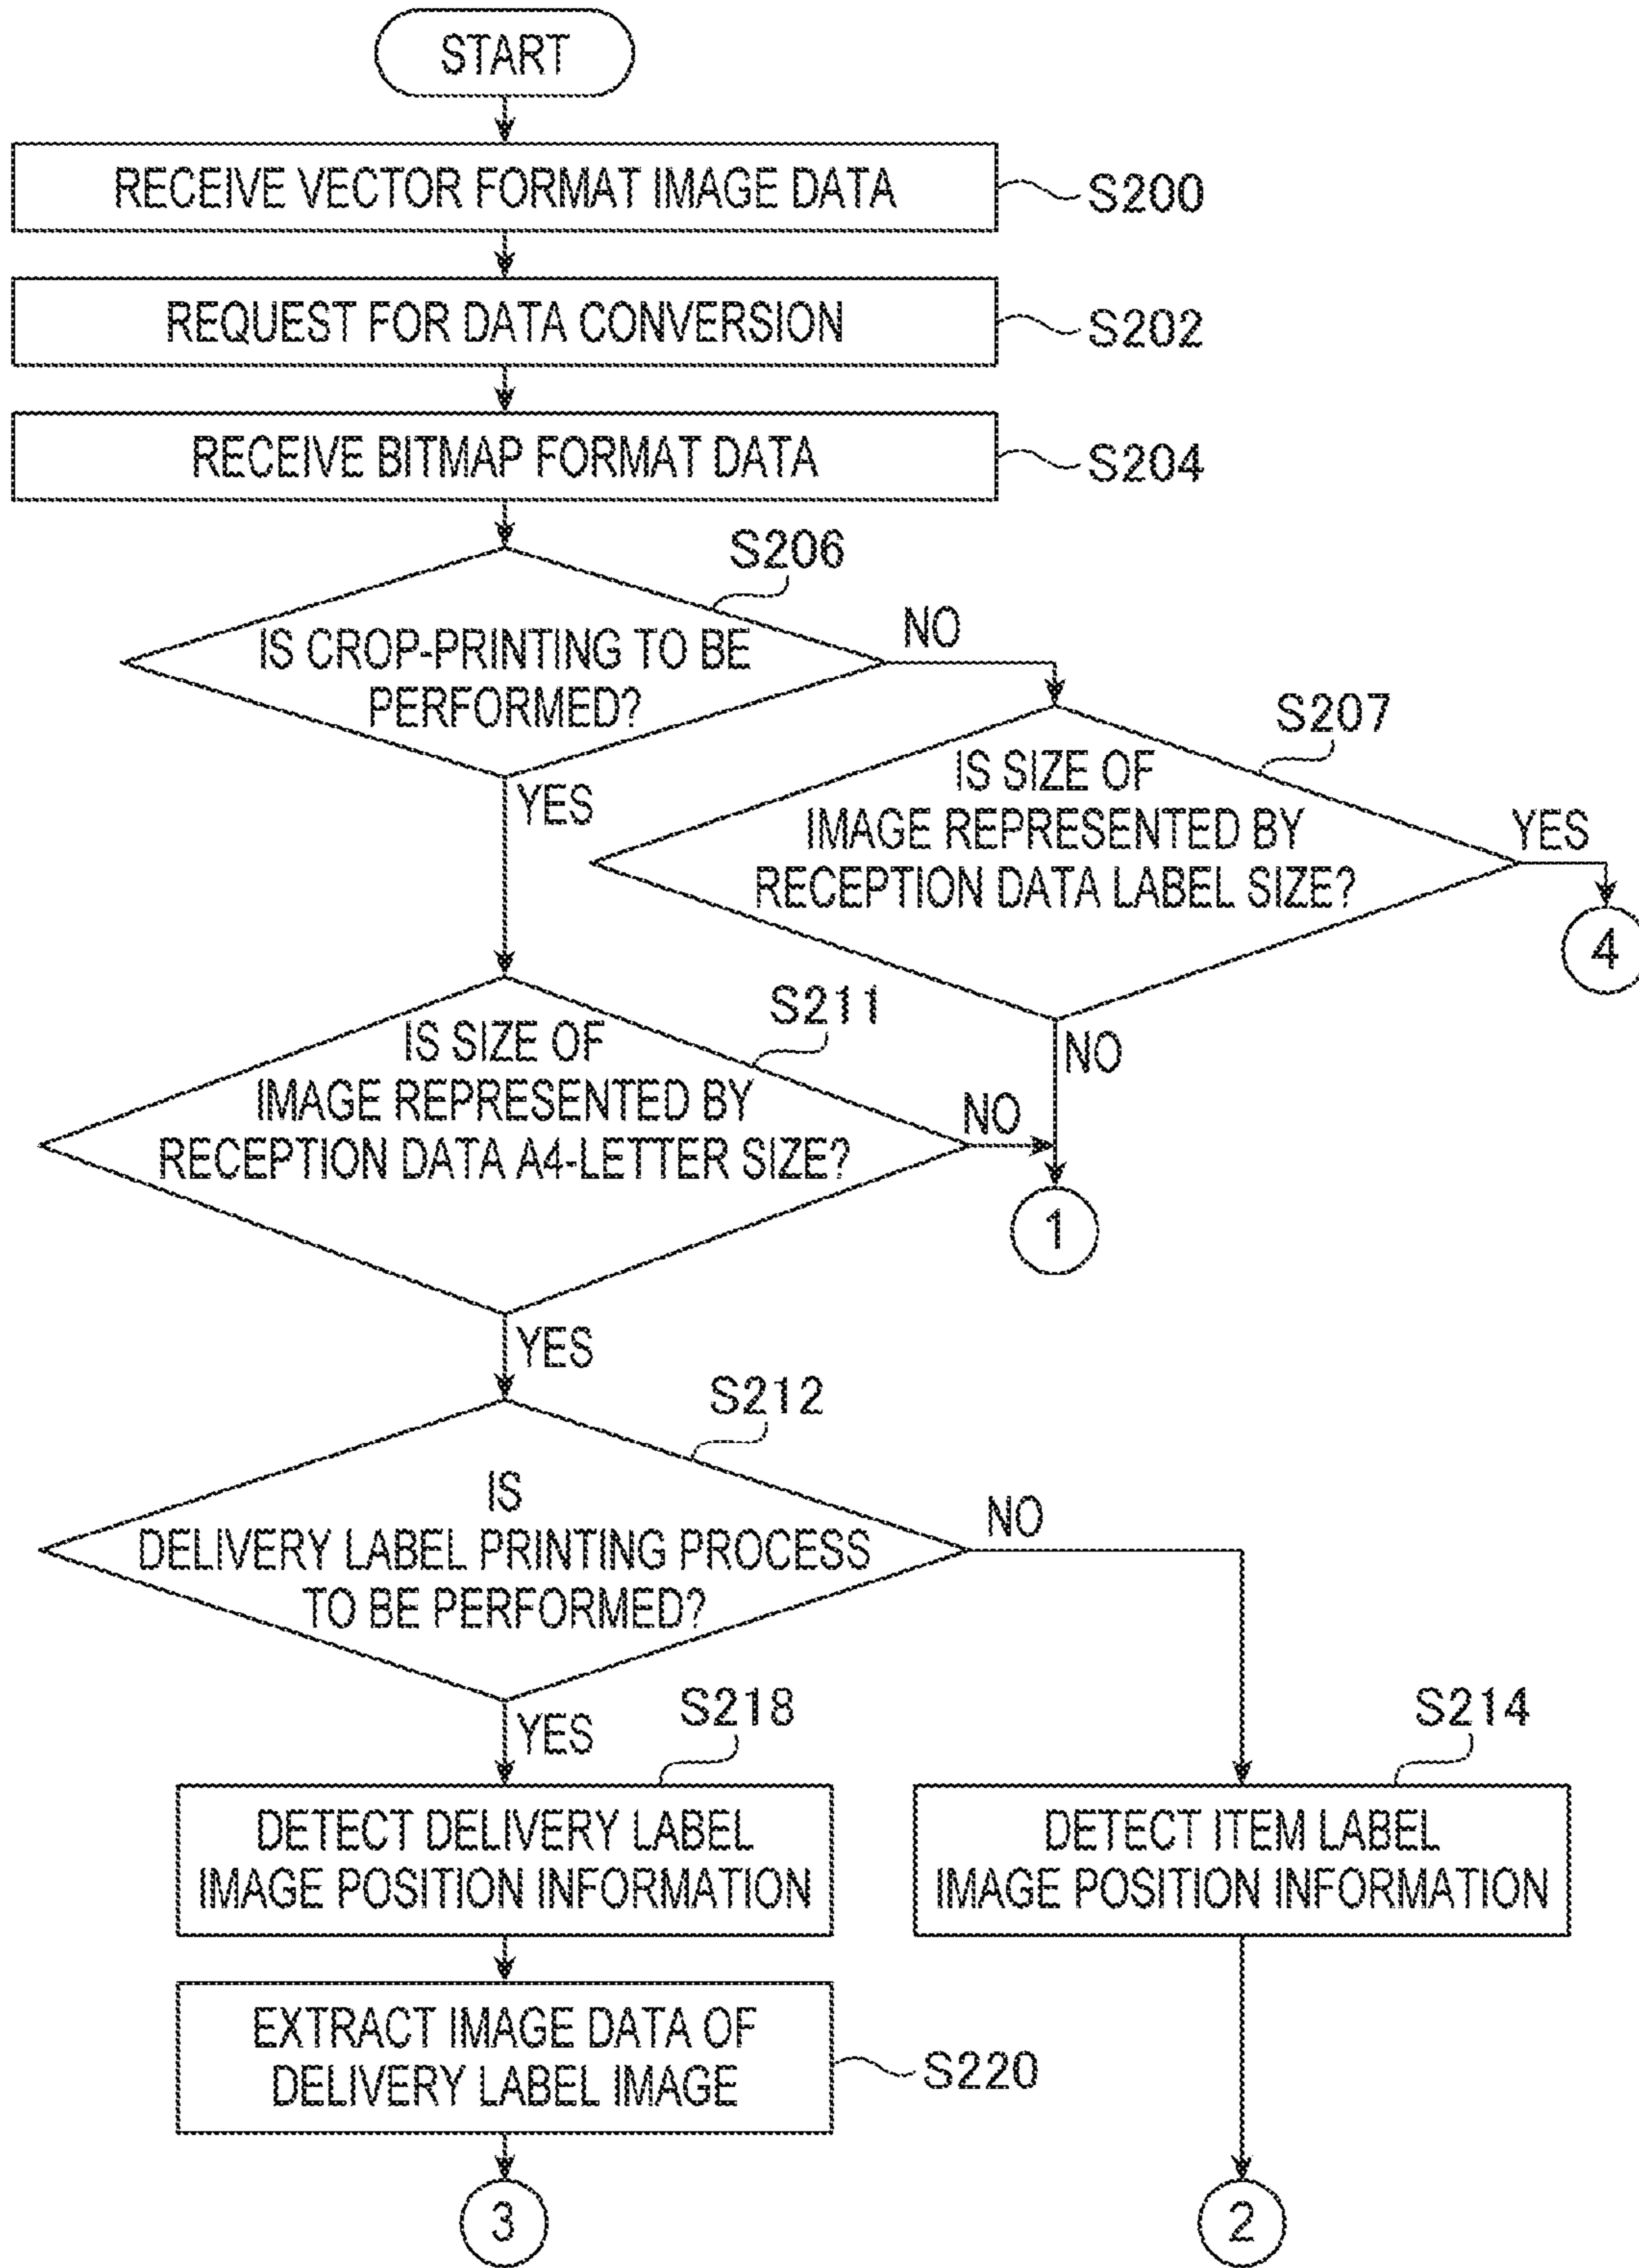 START
RECEIVE VECTOR FORMAT IMAGE DATA
S200
REQUEST FOR DATA CONVERSION
S202
RECEIVE BITMAP FORMAT DATA
S204
S206
IS CROP-PRINTING TO BE
PERFORMED?
NO
YES
S207
IS SIZE OF
IMAGE REPRESENTED BY
RECEPTION DATA LABEL SIZE?
YES
4
NO
S211
IS SIZE OF
IMAGE REPRESENTED BY
RECEPTION DATA A4-LETTER SIZE?
NO
1
YES
S212
IS
DELIVERY LABEL PRINTING PROCESS
TO BE PERFORMED?
NO
YES
S218
DETECT DELIVERY LABEL
IMAGE POSITION INFORMATION
S214
DETECT ITEM LABEL
IMAGE POSITION INFORMATION
EXTRACT IMAGE DATA OF
DELIVERY LABEL IMAGE
S220
3
2